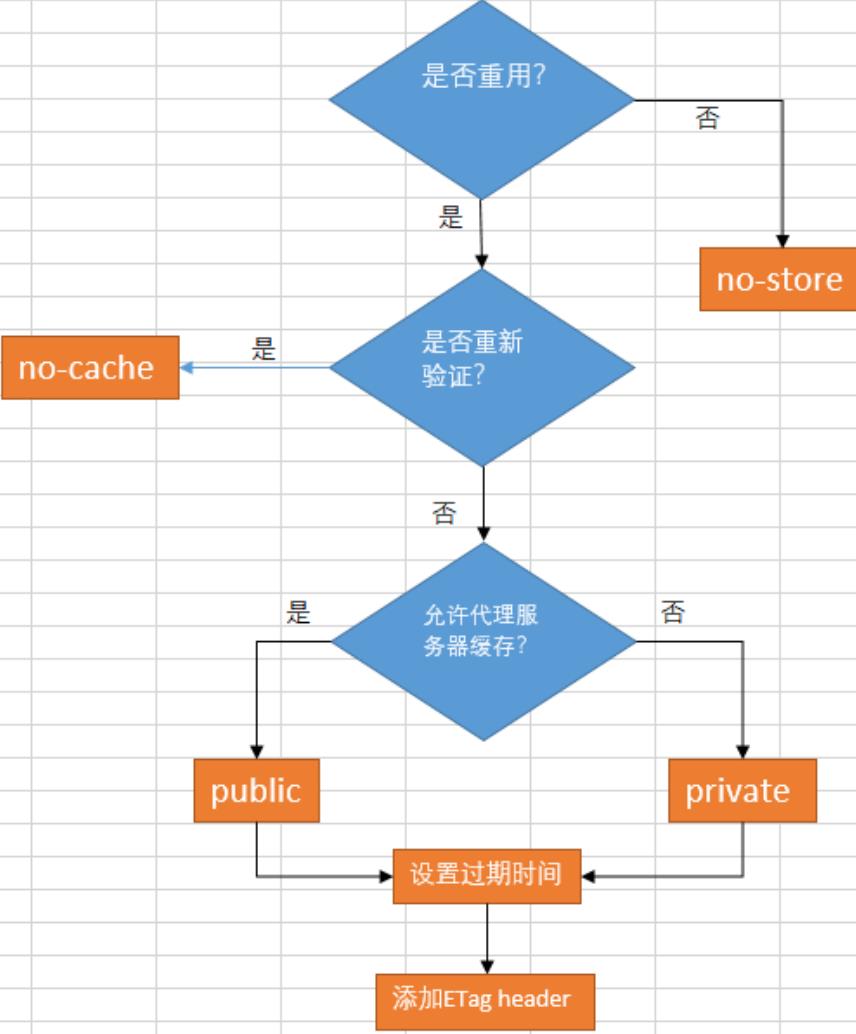 是否重用？
否
是
no-store
是否重新
验证？
是
no-cache
否
允许代理服
务器缓存？
是
否
public
private
设置过期时间
添加ETag header